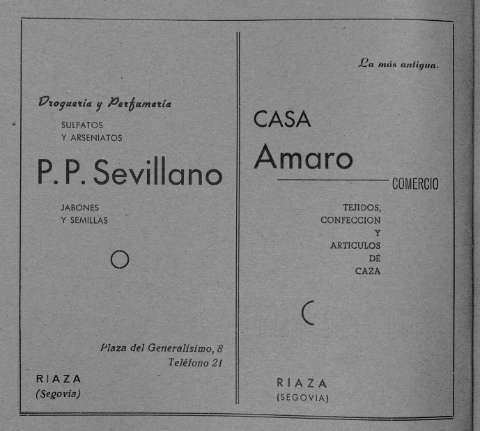 Droguería y Perfumería
SULFATOS
Y ARSENIATOS
P. P. Sevillano
JABONES
Y SEMILLAS
Plaza del Generalísimo, 8
Teléfono 21
RIAZA
(Segovia)
La más antigua.
CASA
Amaro
COMERCIO
TEJIDOS,
CONFECCION
Y
ARTICULOS
DE
CAZA
RIAZA
(SEGOVIA)